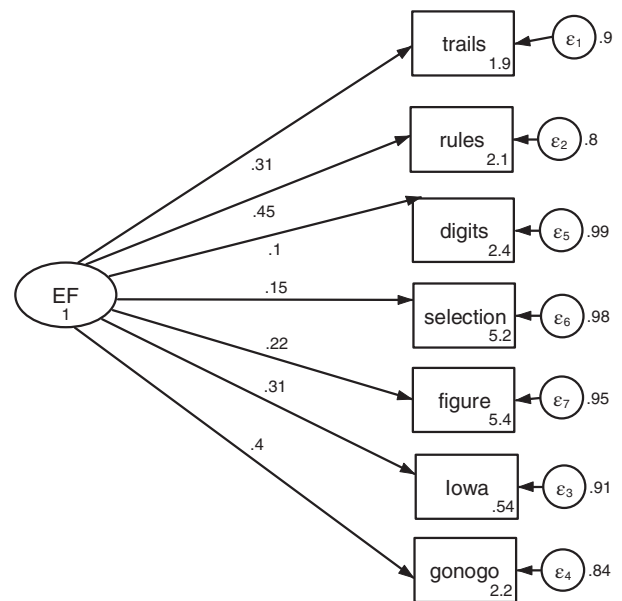 trails
1.9
ε1
.9
.31
rules
2.1
ε2
.8
.45
digits
2.4
ε5
.99
.1
EF
1
.15
selection
5.2
ε6
.98
.22
figure
5.4
ε7
.95
.31
Iowa
.54
ε3
.91
.4
gonogo
2.2
ε4
.84